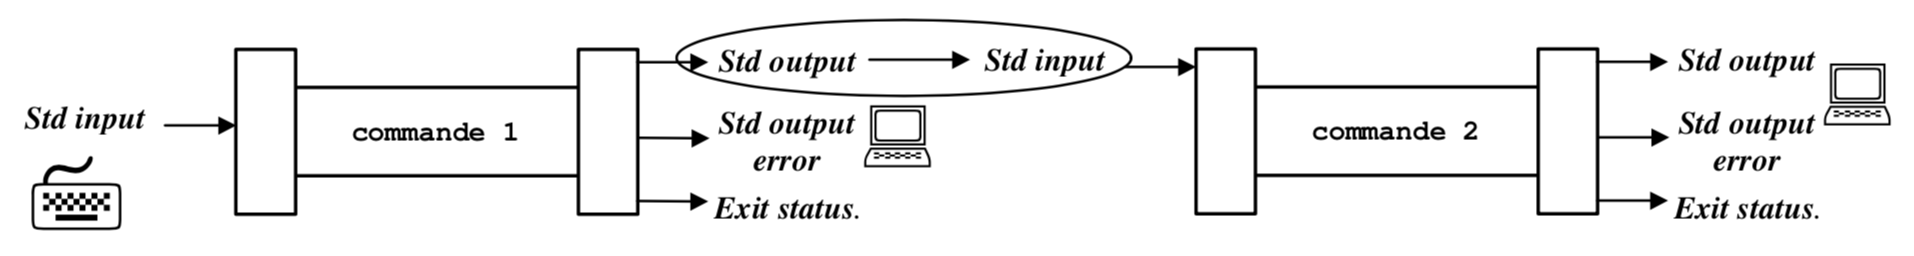 Std input
commande 1
Std output
Std input
Std output
error
Exit status.
commande 2
Std output
Std output
error
Exit status.